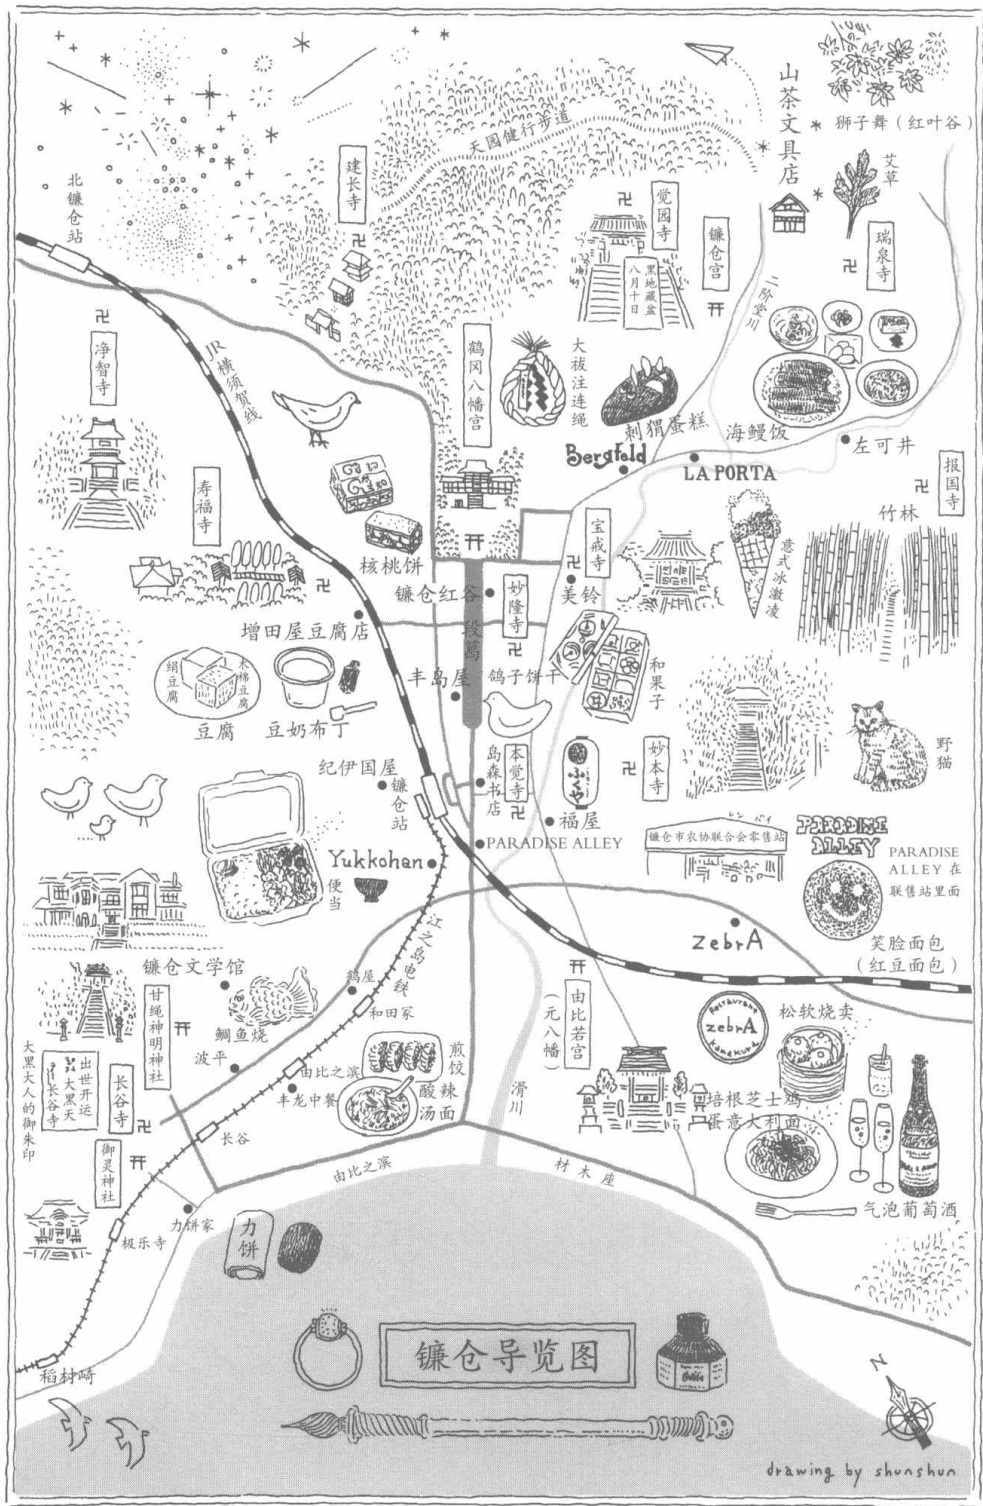 山茶文具店
狮子舞（红叶谷）
艾草
天园健行步道
建长寺
北镰仓站
觉园寺
黑地藏盆
八月十日
镰仓宫
瑞泉寺
二阶堂川
净智寺
JR横须贺线
鹤冈八幡宫
大祓注连绳
刺猬蛋糕
海鳗饭
左可井
Bergfeld
LA PORTA
报国寺
竹林
寿福寺
核桃饼
宝戒寺
意式冰激凌
镰仓红谷
妙隆寺
美铃
段葛
增田屋豆腐店
绢豆腐
木棉豆腐
豆腐
豆奶布丁
丰岛屋
鸽子饼干
和果子
野猫
纪伊国屋
镰仓站
岛森书店
本觉寺
ふくや
福屋
妙本寺
PARADISE ALLEY
レンバイ
镰仓市农协联合会零售站
PARADISE
ALLEY
PARADISE
ALLEY 在
联售站里面
Yukkohan
便当
江之岛电铁
zebrA
笑脸面包
（红豆面包）
镰仓文学馆
鹤屋
和田冢
甘绳神明神社
鲷鱼烧
波平
由比若宫
（元八幡）
Restaurant
zebrA
Kamakura
松软烧卖
大黑大人的御朱印
出世开运
大黑天
长谷寺
长谷寺
由比之滨
丰龙中餐
煎饺
酸辣
汤面
滑川
培根芝士鸡
蛋意大利面
长谷
御灵神社
由比之滨
材木座
气泡葡萄酒
力饼家
极乐寺
力饼
镰仓导览图
稻村崎
N
drawing by shunshun